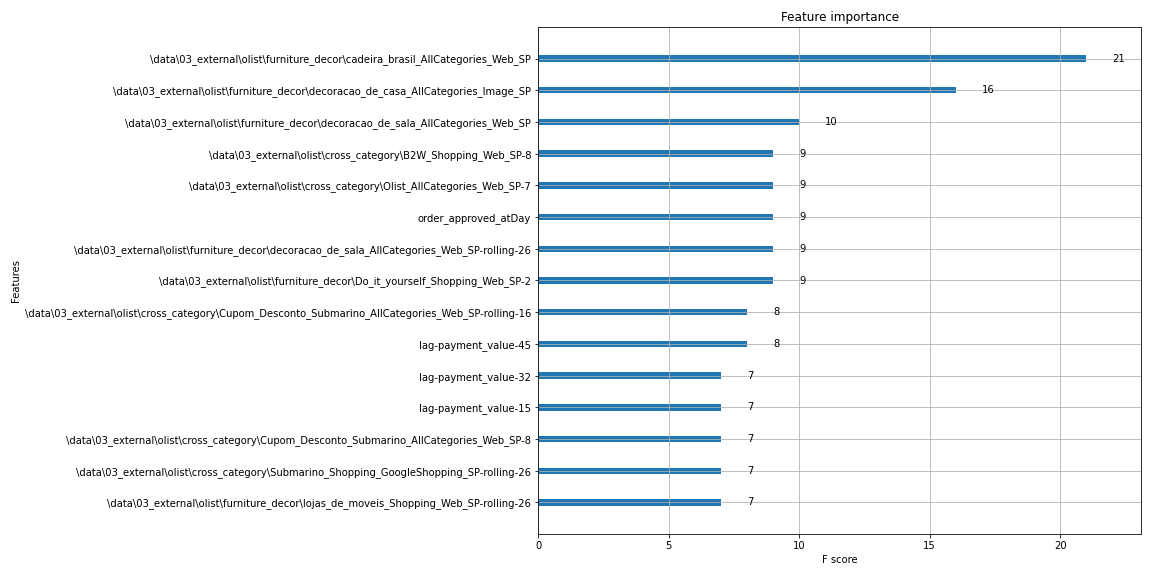 Feature importance
\data\03_external\olist\furniture_decor\cadeira_brasil_AllCategories_Web_SP 21
\data\03_external\olist\furniture_decor\decoracao_de_casa_AllCategories_Image_SP 16
\data\03_external\olist\furniture_decor\decoracao_de_sala_AllCategories_Web_SP 10
\data\03_external\olist\cross_category\B2W_Shopping_Web_SP-8 9
\data\03_external\olist\cross_category\Olist_AllCategories_Web_SP-7 9
order_approved_atDay 9
\data\03_external\olist\furniture_decor\decoracao_de_sala_AllCategories_Web_SP-rolling-26 9
\data\03_external\olist\furniture_decor\Do_it_yourself_Shopping_Web_SP-2 9
\data\03_external\olist\cross_category\Cupom_Desconto_Submarino_AllCategories_Web_SP-rolling-16 8
lag-payment_value-45 8
lag-payment_value-32 7
lag-payment_value-15 7
\data\03_external\olist\cross_category\Cupom_Desconto_Submarino_AllCategories_Web_SP-8 7
\data\03_external\olist\cross_category\Submarino_Shopping_GoogleShopping_SP-rolling-26 7
\data\03_external\olist\furniture_decor\lojas_de_moveis_Shopping_Web_SP-rolling-26 7
Features
0 5 10 15 20
F score